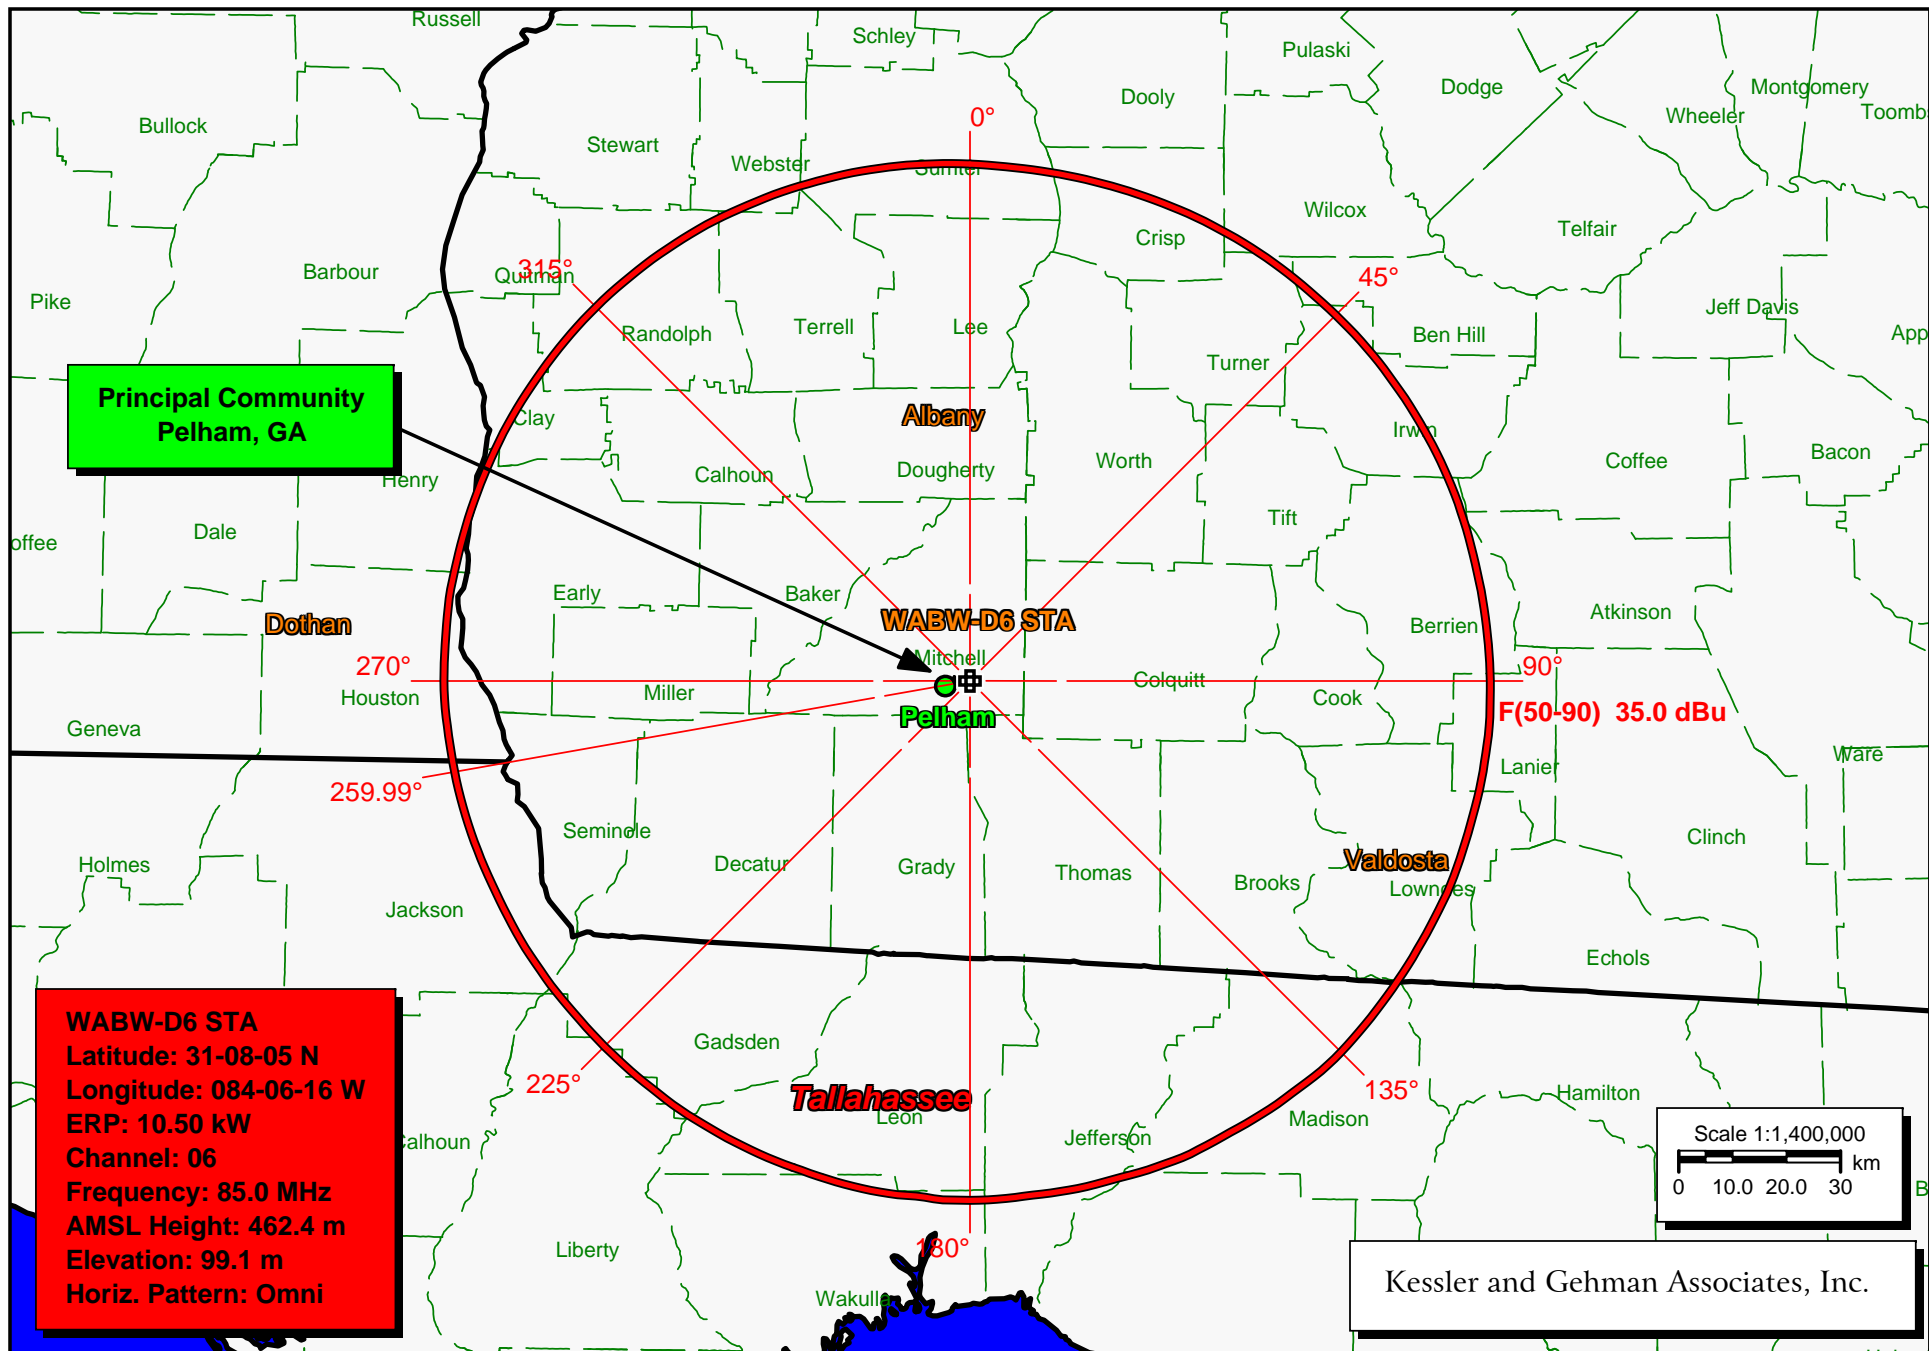 Russell
Schley
Pulaski
Dodge
Montgomery
Dooly
Wheeler
Toomb
Bullock
0°
Stewart
Webster
Sumter
Wilcox
Telfair
Crisp
Barbour
315°
Quitman
45°
Pike
Jeff Davis
Randolph
Terrell
Lee
Ben Hill
App
Turner
Principal Community
Pelham, GA
Clay
Albany
Irwin
Bacon
Henry
Calhoun
Dougherty
Worth
Coffee
Dale
Tift
offee
Early
Baker
Dothan
WABW-D6 STA
Berrien
Atkinson
270°
Mitchell
90°
Houston
Miller
Colquitt
Cook
Geneva
Pelham
F(50-90) 35.0 dBu
Ware
259.99°
Lanier
Seminole
Clinch
Holmes
Decatur
Grady
Thomas
Valdosta
Brooks
Lowndes
Jackson
Echols
WABW-D6 STA
Latitude: 31-08-05 N
Longitude: 084-06-16 W
ERP: 10.50 kW
Channel: 06
Frequency: 85.0 MHz
AMSL Height: 462.4 m
Elevation: 99.1 m
Horiz. Pattern: Omni
Gadsden
225°
135°
Tallahassee
Leon
Hamilton
Madison
Jefferson
alhoun
Scale 1:1,400,000
km
0 10.0 20.0 30
B
Liberty
180°
Wakulla
Kessler and Gehman Associates, Inc.